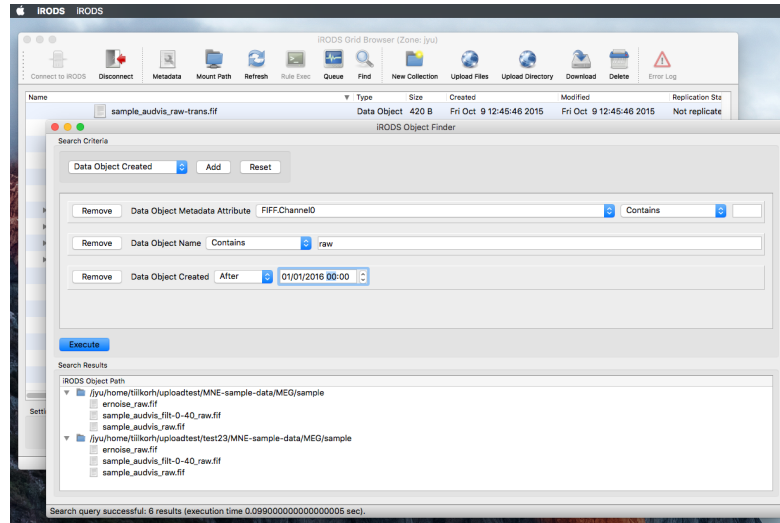 iRODS iRODS
iRODS Grid Browser (Zone: jyu)
Connect to iRODS Disconnect Metadata Mount Path Refresh Rule Exec Queue Find New Collection Upload Files Upload Directory Download Delete Error Log
Name Type Size Created Modified Replication Sta
sample_audvis_raw-trans.fif Data Object 420 B Fri Oct 9 12:45:46 2015 Fri Oct 9 12:45:46 2015 Not replicate
iRODS Object Finder
Search Criteria
Data Object Created Add Reset
Remove Data Object Metadata Attribute FIFF.Channel0 Contains
Remove Data Object Name Contains raw
Remove Data Object Created After 01/01/2016 00:00
Execute
Search Results
iRODS Object Path
/jyu/home/tiilkorh/uploadtest/MNE-sample-data/MEG/sample
ernoise_raw.fif
sample_audvis_filt-0-40_raw.fif
Setti
sample_audvis_raw.fif
/jyu/home/tiilkorh/uploadtest/test23/MNE-sample-data/MEG/sample
ernoise_raw.fif
sample_audvis_filt-0-40_raw.fif
sample_audvis_raw.fif
Search query successful: 6 results (execution time 0.099000000000000005 sec).